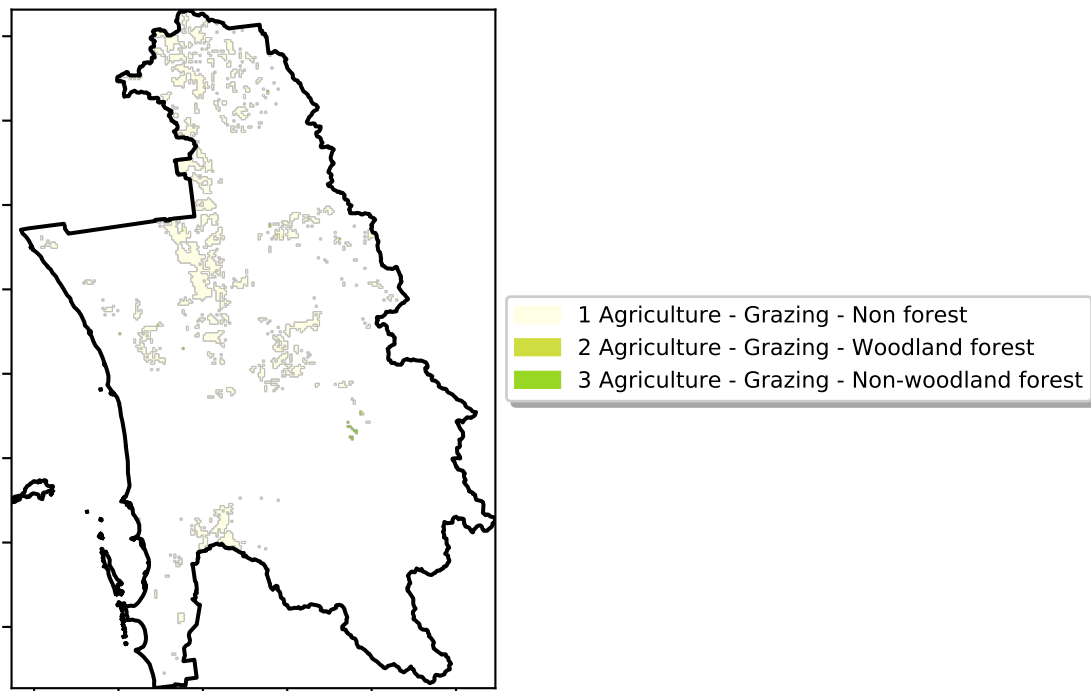 1 Agriculture - Grazing - Non forest
2 Agriculture - Grazing - Woodland forest
3 Agriculture - Grazing - Non-woodland forest